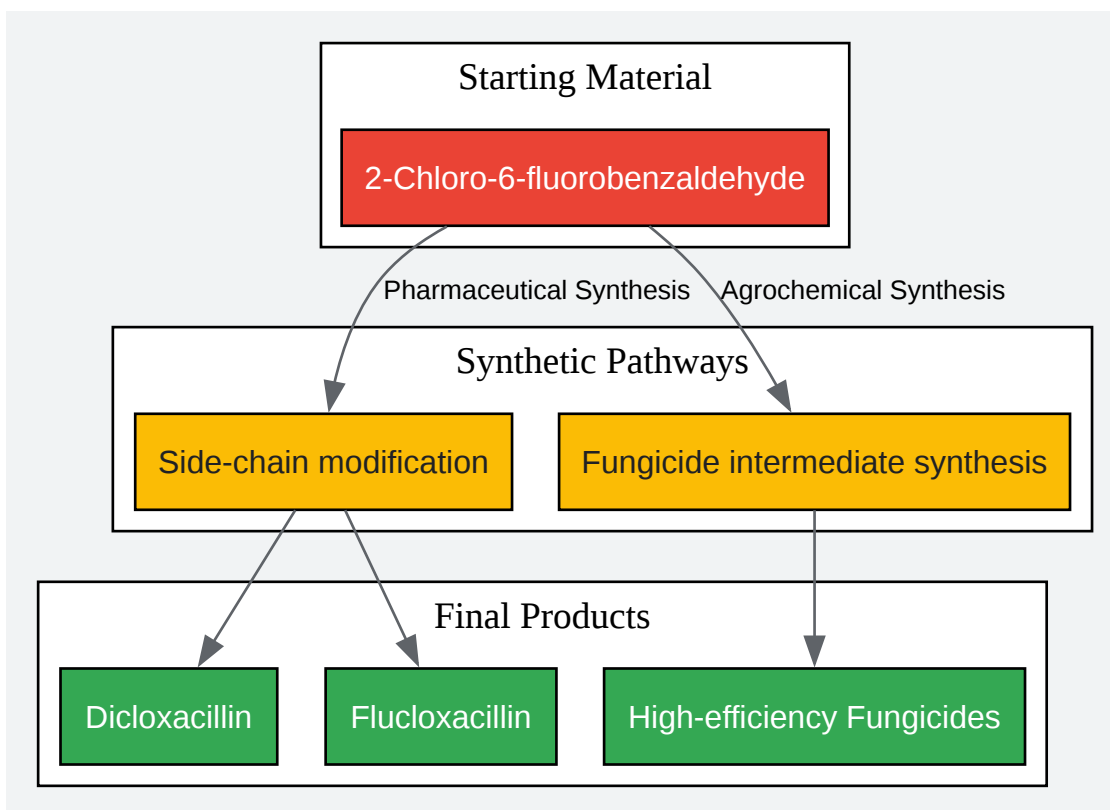 Starting Material
2-Chloro-6-fluorobenzaldehyde
Pharmaceutical Synthesis
Agrochemical Synthesis
Synthetic Pathways
Side-chain modification
Fungicide intermediate synthesis
Final Products
Dicloxacillin
Flucloxacillin
High-efficiency Fungicides